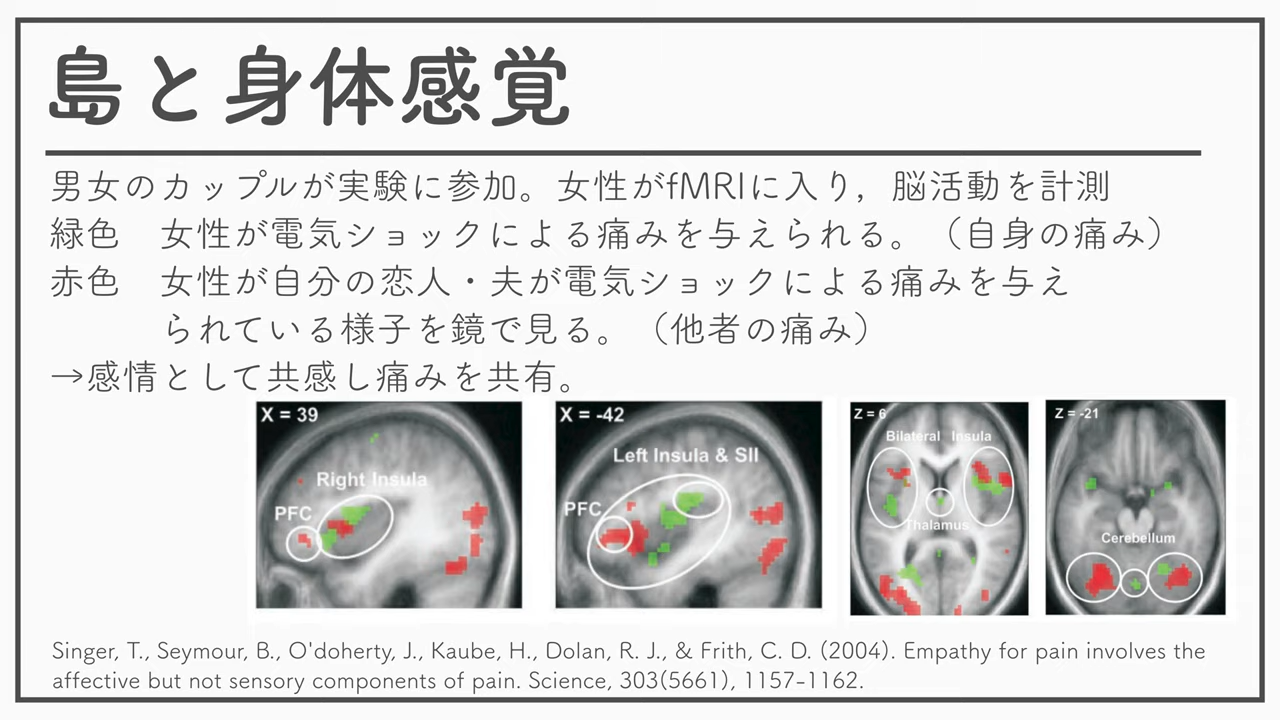 島と身体感覚
男女のカップルが実験に参加。女性がfMRIに入り，脳活動を計測
緑色　女性が電気ショックによる痛みを与えられる。（自身の痛み）
赤色　女性が自分の恋人・夫が電気ショックによる痛みを与え
られている様子を鏡で見る。（他者の痛み）
→感情として共感し痛みを共有。
X = 39
Right Insula
PFC
X = -42
Left Insula & SII
PFC
Z = 6
Bilateral Insula
Thalamus
Z = -21
Cerebellum
Singer, T., Seymour, B., O'doherty, J., Kaube, H., Dolan, R. J., & Frith, C. D. (2004). Empathy for pain involves the
affective but not sensory components of pain. Science, 303(5661), 1157-1162.